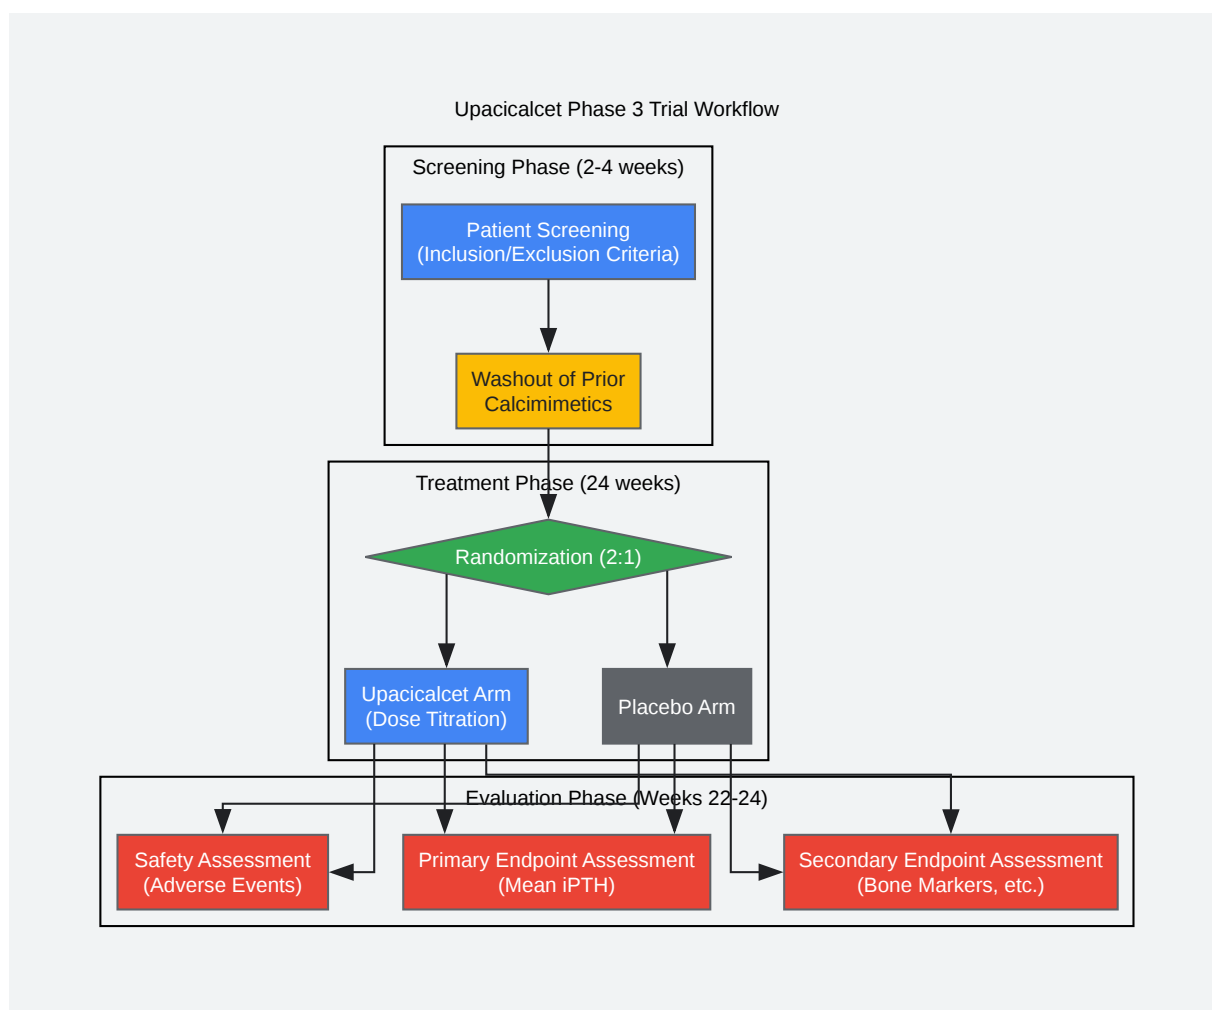 Upacicalcet Phase 3 Trial Workflow
Screening Phase (2-4 weeks)
Patient Screening
(Inclusion/Exclusion Criteria)
Washout of Prior
Calcimimetics
Treatment Phase (24 weeks)
Randomization (2:1)
Upacicalcet Arm
(Dose Titration)
Placebo Arm
Evaluation Phase (Weeks 22-24)
Safety Assessment
(Adverse Events)
Primary Endpoint Assessment
(Mean iPTH)
Secondary Endpoint Assessment
(Bone Markers, etc.)